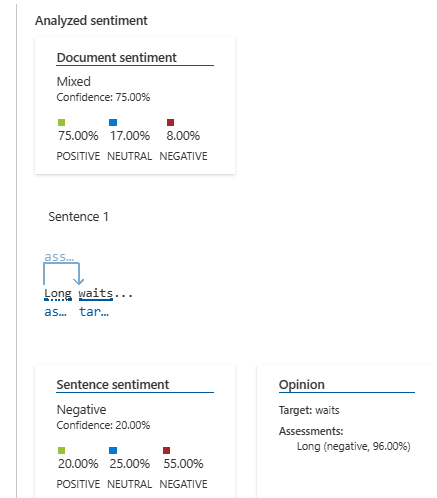 Analyzed sentiment
Document sentiment
Mixed
Confidence: 75.00%
75.00% 17.00% 8.00%
POSITIVE NEUTRAL NEGATIVE
Sentence 1
ass...
Long waits...
as... tar...
Sentence sentiment
Negative
Confidence: 20.00%
20.00% 25.00% 55.00%
POSITIVE NEUTRAL NEGATIVE
Opinion
Target: waits
Assessments:
Long (negative, 96.00%)